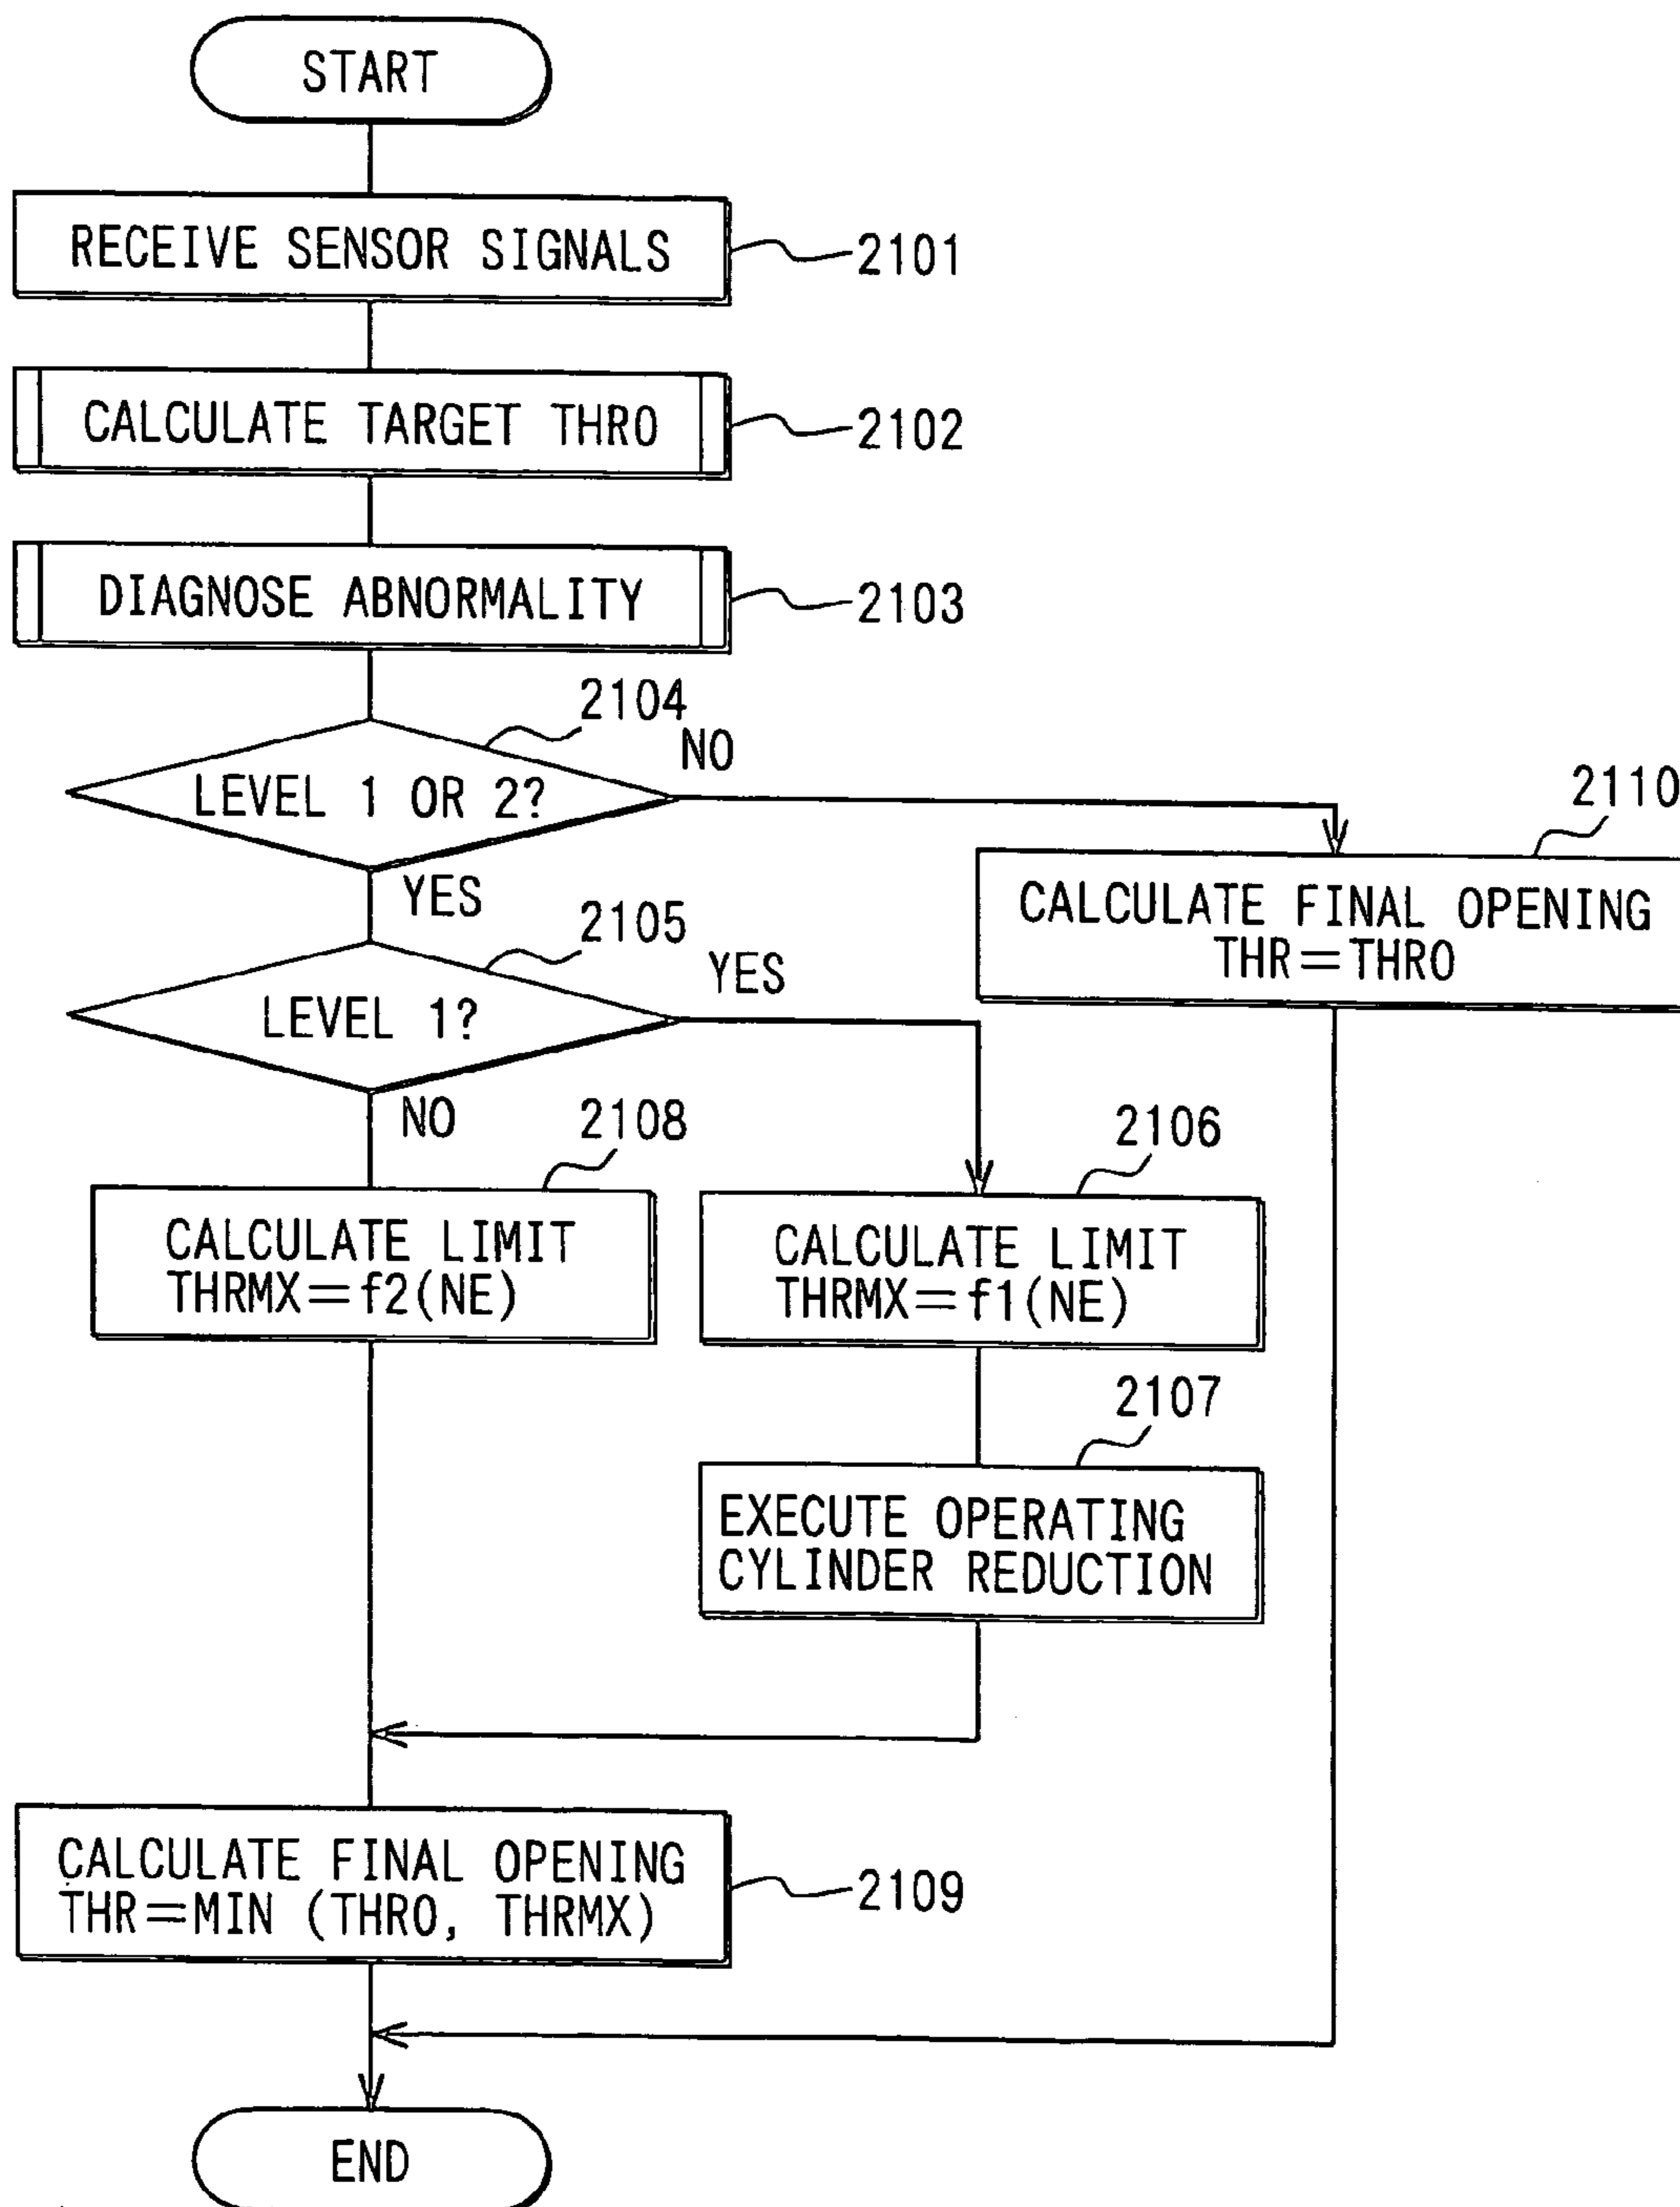 START
RECEIVE SENSOR SIGNALS
2101
CALCULATE TARGET THRO
2102
DIAGNOSE ABNORMALITY
2103
2104
NO
LEVEL 1 OR 2?
YES
2110
CALCULATE FINAL OPENING
THR=THRO
2105
YES
LEVEL 1?
NO
2108
CALCULATE LIMIT
THRMX=f2(NE)
2106
CALCULATE LIMIT
THRMX=f1(NE)
2107
EXECUTE OPERATING
CYLINDER REDUCTION
CALCULATE FINAL OPENING
THR=MIN (THRO, THRMX)
2109
END